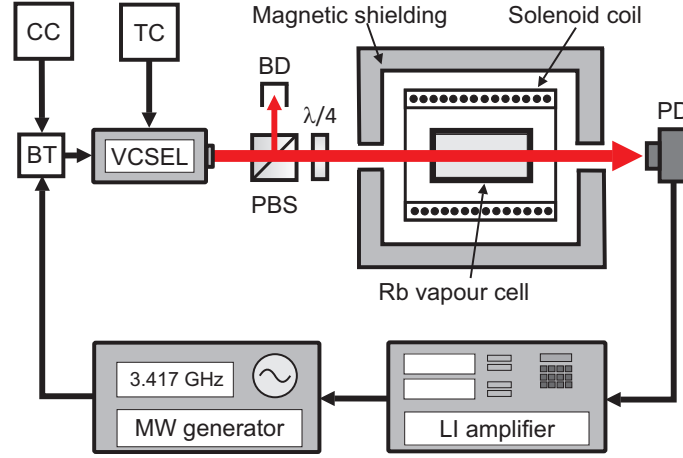 CC
TC
Magnetic shielding
Solenoid coil
BD
λ/4
PD
BT
VCSEL
PBS
Rb vapour cell
3.417 GHz
MW generator
LI amplifier